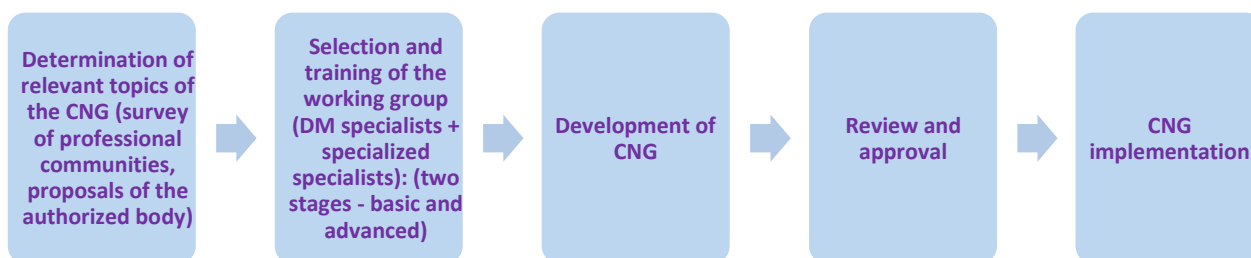 Determination of
relevant topics of
the CNG (survey
of professional
communities,
proposals of the
authorized body)
Selection and
training of the
working group
(DM specialists +
specialized
specialists): (two
stages - basic and
advanced)
Development of
CNG
Review and
approval
CNG
implementation